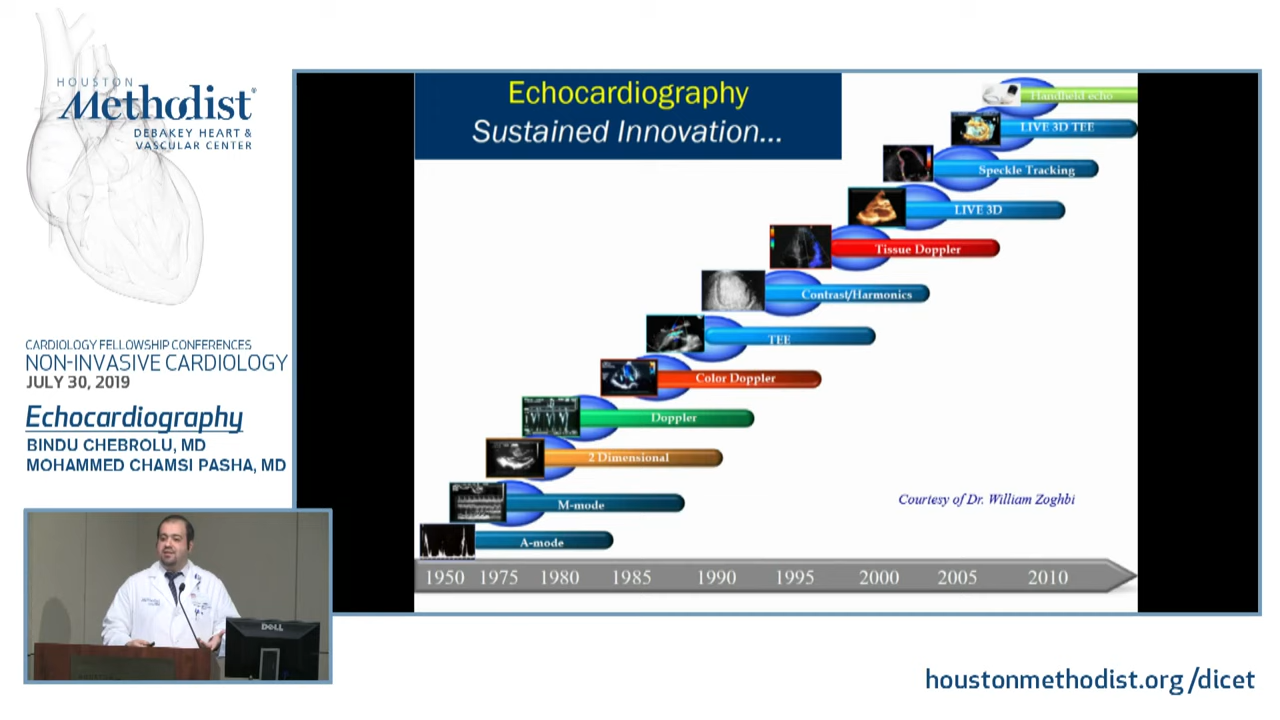 HOUSTON
Methodist®
DEBAKEY HEART &
VASCULAR CENTER
CARDIOLOGY FELLOWSHIP CONFERENCES
NON-INVASIVE CARDIOLOGY
JULY 30, 2019
Echocardiography
BINDU CHEBROLU, MD
MOHAMMED CHAMSI PASHA, MD
Echocardiography
Sustained Innovation...
Handheld echo
LIVE 3D TEE
Speckle Tracking
LIVE 3D
Tissue Doppler
Contrast/Harmonics
TEE
Color Doppler
Doppler
2 Dimensional
M-mode
A-mode
Courtesy of Dr. William Zoghbi
1950 1975 1980 1985 1990 1995 2000 2005 2010
DELL
houstonmethodist.org/dicet